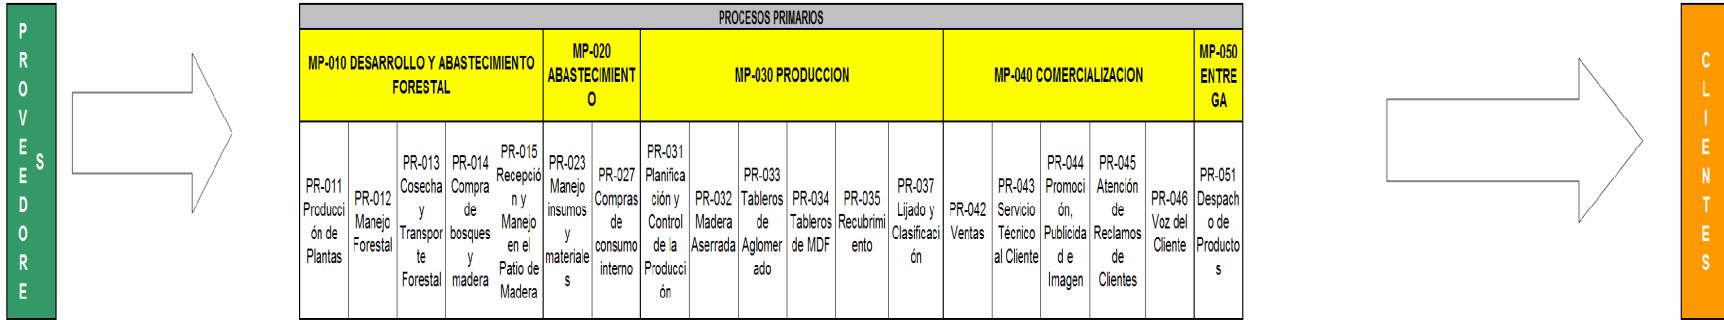 P
R
O
V
E
E
D
O
R
E
S
PROCESOS PRIMARIOS
MP-010 DESARROLLO Y ABASTECIMIENTO
FORESTAL
MP-020
ABASTECIMIENT
O
MP-030 PRODUCCION
MP-040 COMERCIALIZACION
MP-050
ENTRE
GA
PR-011
Producci
ón de
Plantas
PR-012
Manejo
Forestal
PR-013
Cosecha
y
Transpor
te
Forestal
PR-014
Compra
de
bosques
y
madera
PR-015
Recepció
n y
Manejo
en el
Patio de
Madera
PR-023
Manejo
insumos
y
materiale
s
PR-027
Compras
de
consumo
interno
PR-031
Planifica
ción y
Control
de la
Producci
ón
PR-032
Madera
Aserrada
PR-033
Tableros
de
Aglomer
ado
PR-034
Tableros
de MDF
PR-035
Recubrimi
ento
PR-037
Lijado y
Clasificaci
ón
PR-042
Ventas
PR-043
Servicio
Técnico
al Cliente
PR-044
Promoci
ón,
Publicida
d e
Imagen
PR-045
Atención
de
Reclamos
de
Clientes
PR-046
Voz del
Cliente
PR-051
Despach
o de
Producto
s
C
L
I
E
N
T
E
S